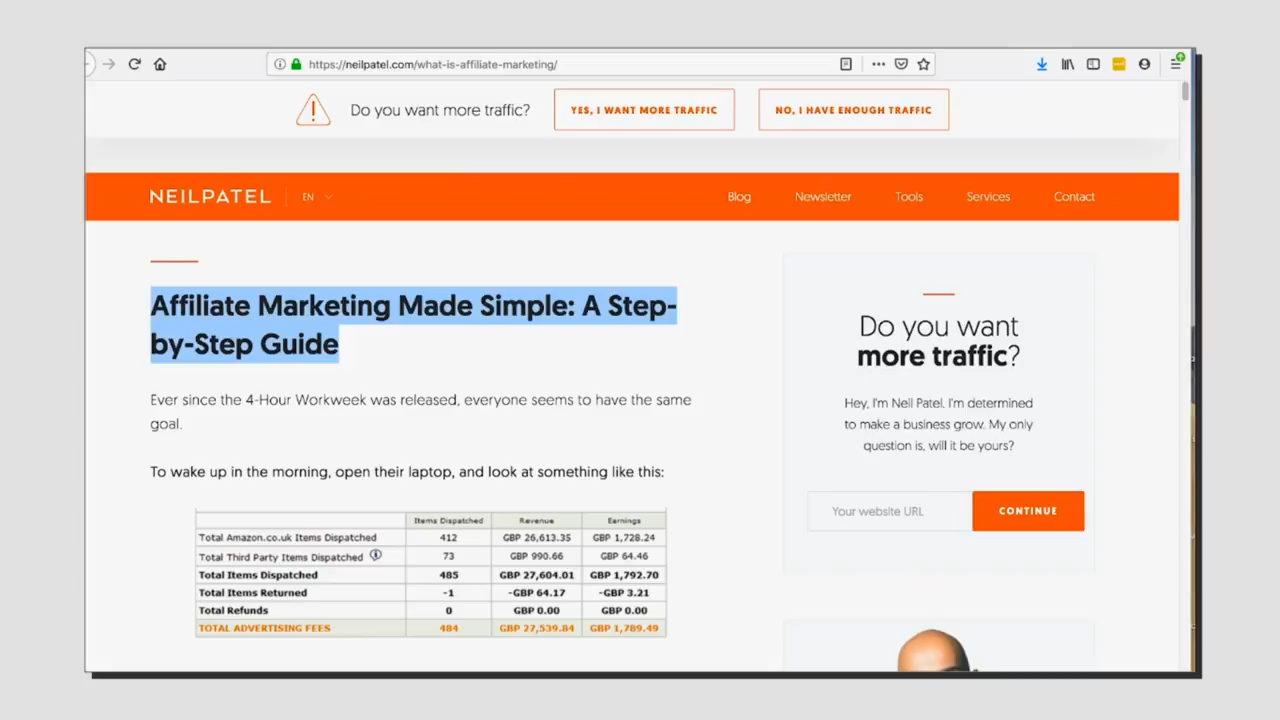 https://neilpatel.com/what-is-affiliate-marketing/
Do you want more traffic?
YES, I WANT MORE TRAFFIC
NO, I HAVE ENOUGH TRAFFIC
NEILPATEL
EN
Blog
Newsletter
Tools
Services
Contact
Affiliate Marketing Made Simple: A Step-
by-Step Guide
Ever since the 4-Hour Workweek was released, everyone seems to have the same
goal.
To wake up in the morning, open their laptop, and look at something like this:
Items Dispatched Revenue Earnings
Total Amazon.co.uk Items Dispatched 412 GBP 26,613.35 GBP 1,728.24
Total Third Party Items Dispatched 73 GBP 990.66 GBP 64.46
Total Items Dispatched 485 GBP 27,604.01 GBP 1,792.70
Total Items Returned -1 -GBP 64.17 -GBP 3.21
Total Refunds 0 GBP 0.00 GBP 0.00
TOTAL ADVERTISING FEES 484 GBP 27,539.84 GBP 1,789.49
Do you want
more traffic?
Hey, I'm Neil Patel. I'm determined
to make a business grow. My only
question is, will it be yours?
Your website URL
CONTINUE